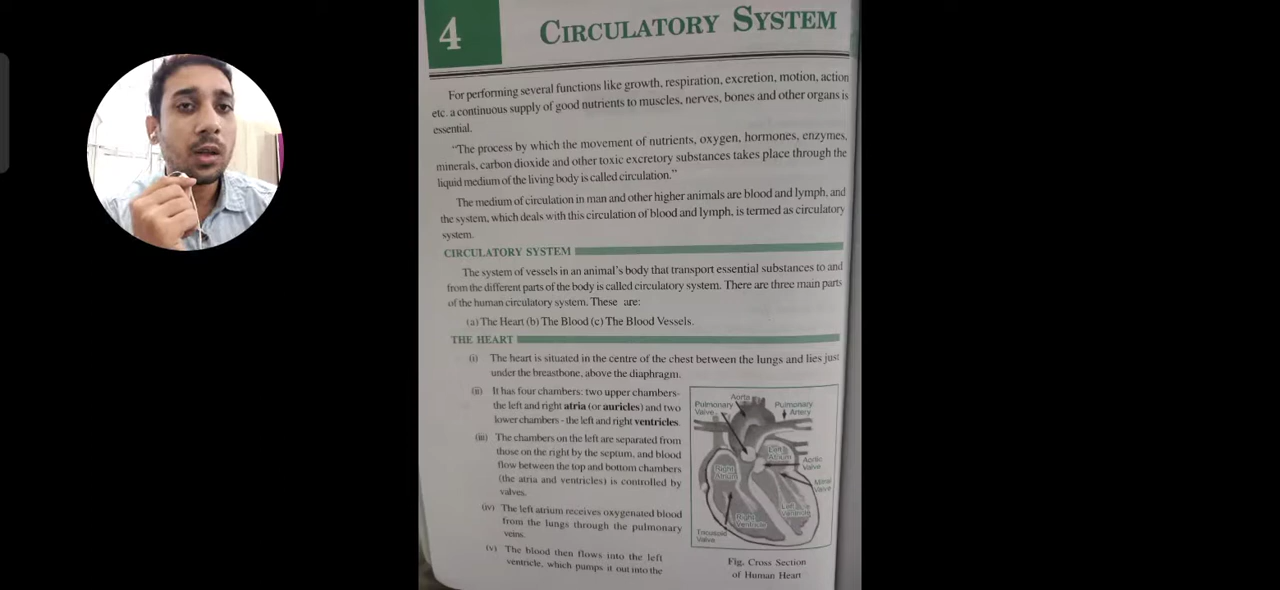 4
CIRCULATORY SYSTEM
For performing several functions like growth, respiration, excretion, motion, action
etc. a continuous supply of good nutrients to muscles, nerves, bones and other organs is
essential.
"The process by which the movement of nutrients, oxygen, hormones, enzymes,
minerals, carbon dioxide and other toxic excretory substances takes place through the
liquid medium of the living body is called circulation."
The medium of circulation in man and other higher animals are blood and lymph, and
the system, which deals with this circulation of blood and lymph, is termed as circulatory
system.
CIRCULATORY SYSTEM
The system of vessels in an animal's body that transport essential substances to and
from the different parts of the body is called circulatory system. There are three main parts
of the human circulatory system. These are:
(a) The Heart (b) The Blood (c) The Blood Vessels.
THE HEART
(i) The heart is situated in the centre of the chest between the lungs and lies just
under the breastbone, above the diaphragm.
(ii) It has four chambers: two upper chambers-
the left and right atria (or auricles) and two
lower chambers - the left and right ventricles.
(iii) The chambers on the left are separated from
those on the right by the septum, and blood
flow between the top and bottom chambers
(the atria and ventricles) is controlled by
valves.
(iv) The left atrium receives oxygenated blood
from the lungs through the pulmonary
veins.
(v) The blood then flows into the left
ventricle, which pumps it out into the
Aorta
Pulmonary
Valve
Pulmonary
Artery
Left
Atrium
Aortic
Valve
Right
Atrium
Mitral
Valve
Left
Ventricle
Right
Ventricle
Tricuspid
Valve
Fig. Cross Section
of Human Heart